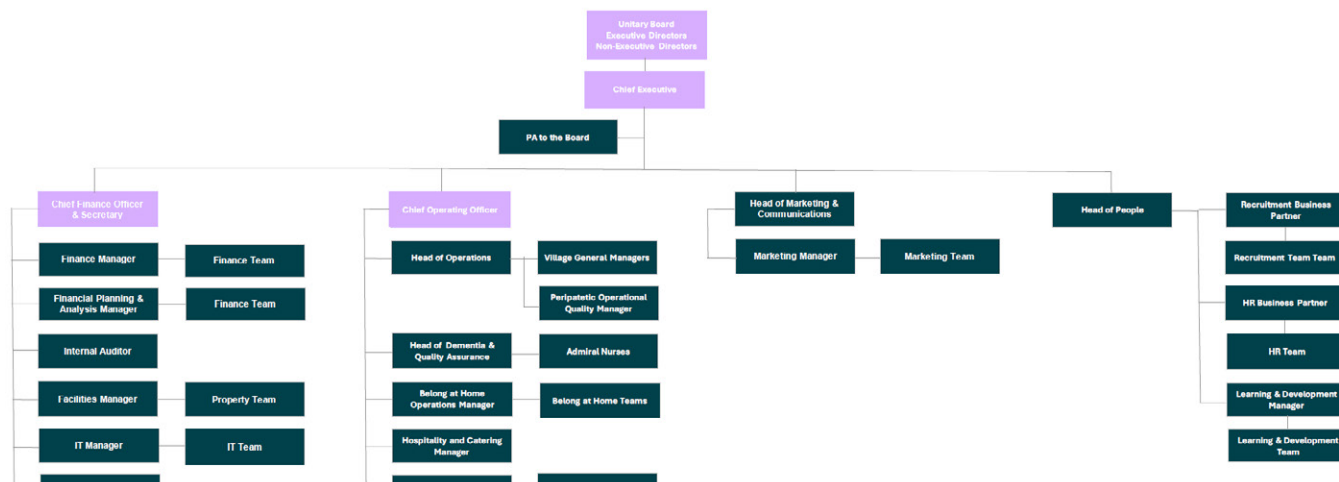 Unitary Board
Executive Directors
Non-Executive Directors
Chief Executive
PA to the Board
Chief Finance Officer
& Secretary
Finance Manager
Finance Team
Financial Planning &
Analysis Manager
Finance Team
Internal Auditor
Facilities Manager
Property Team
IT Manager
IT Team
Chief Operating Officer
Head of Operations
Village General Managers
Peripatetic Operational
Quality Manager
Head of Dementia &
Quality Assurance
Admiral Nurses
Belong at Home
Operations Manager
Belong at Home Teams
Hospitality and Catering
Manager
Head of Marketing &
Communications
Marketing Manager
Marketing Team
Head of People
Recruitment Business
Partner
Recruitment Team Team
HR Business Partner
HR Team
Learning & Development
Manager
Learning & Development
Team